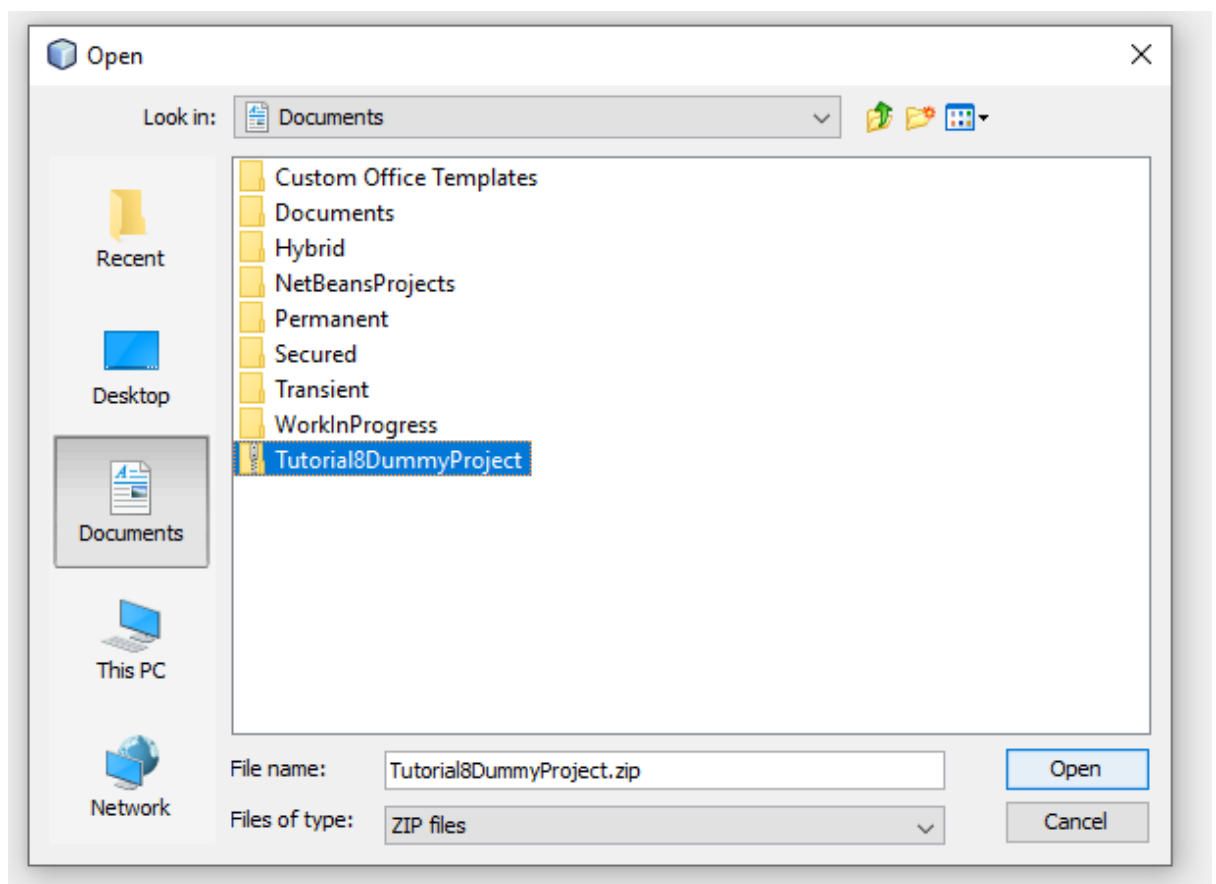 Open
Look in:
Documents
Recent
Desktop
Documents
This PC
Network
Custom Office Templates
Documents
Hybrid
NetBeansProjects
Permanent
Secured
Transient
WorkInProgress
Tutorial8DummyProject
File name:
Tutorial8DummyProject.zip
Open
Files of type:
ZIP files
Cancel